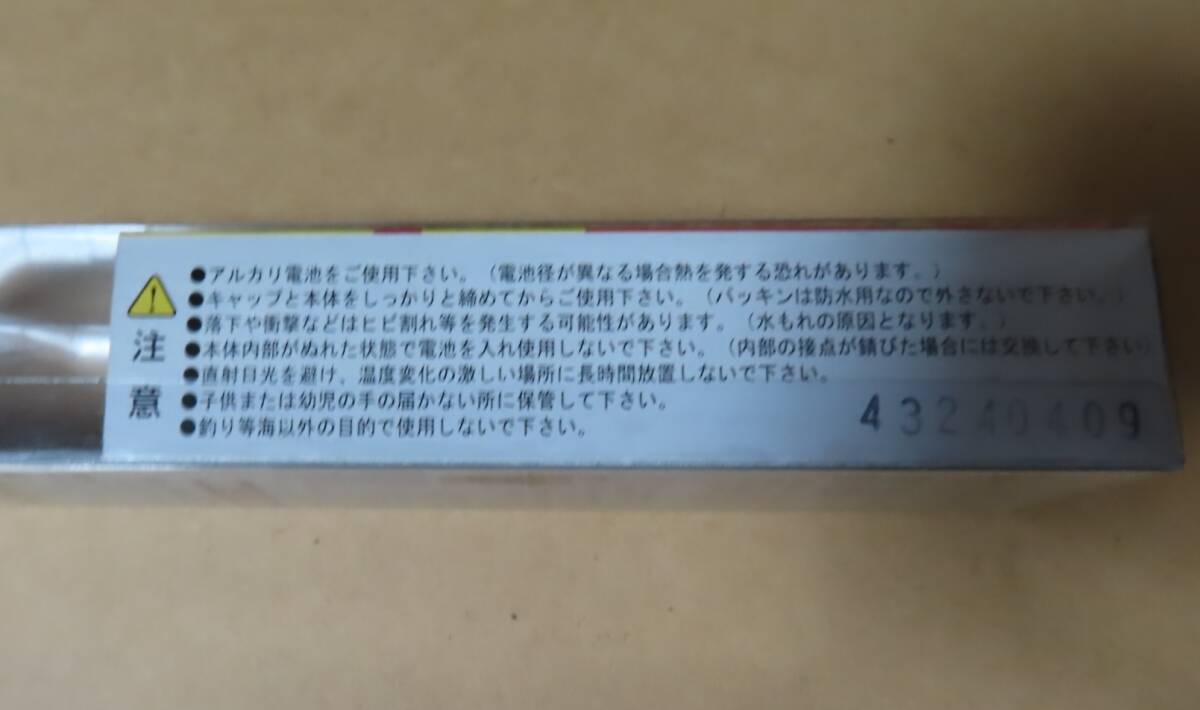 注意
●アルカリ電池をご使用下さい。（電池径が異なる場合熱を発する恐れがあります。）
●キャップと本体をしっかりと締めてからご使用下さい。（パッキンは防水用なので外さないで下さい。）
●落下や衝撃などはヒビ割れ等を発生する可能性があります。（水もれの原因となります。）
●本体内部がぬれた状態で電池を入れ使用しないで下さい。（内部の接点が錆びた場合には交換して下さい）
●直射日光を避け、温度変化の激しい場所に長時間放置しないで下さい。
●子供または幼児の手の届かない所に保管して下さい。
●釣り等海以外の目的で使用しないで下さい。
43240409